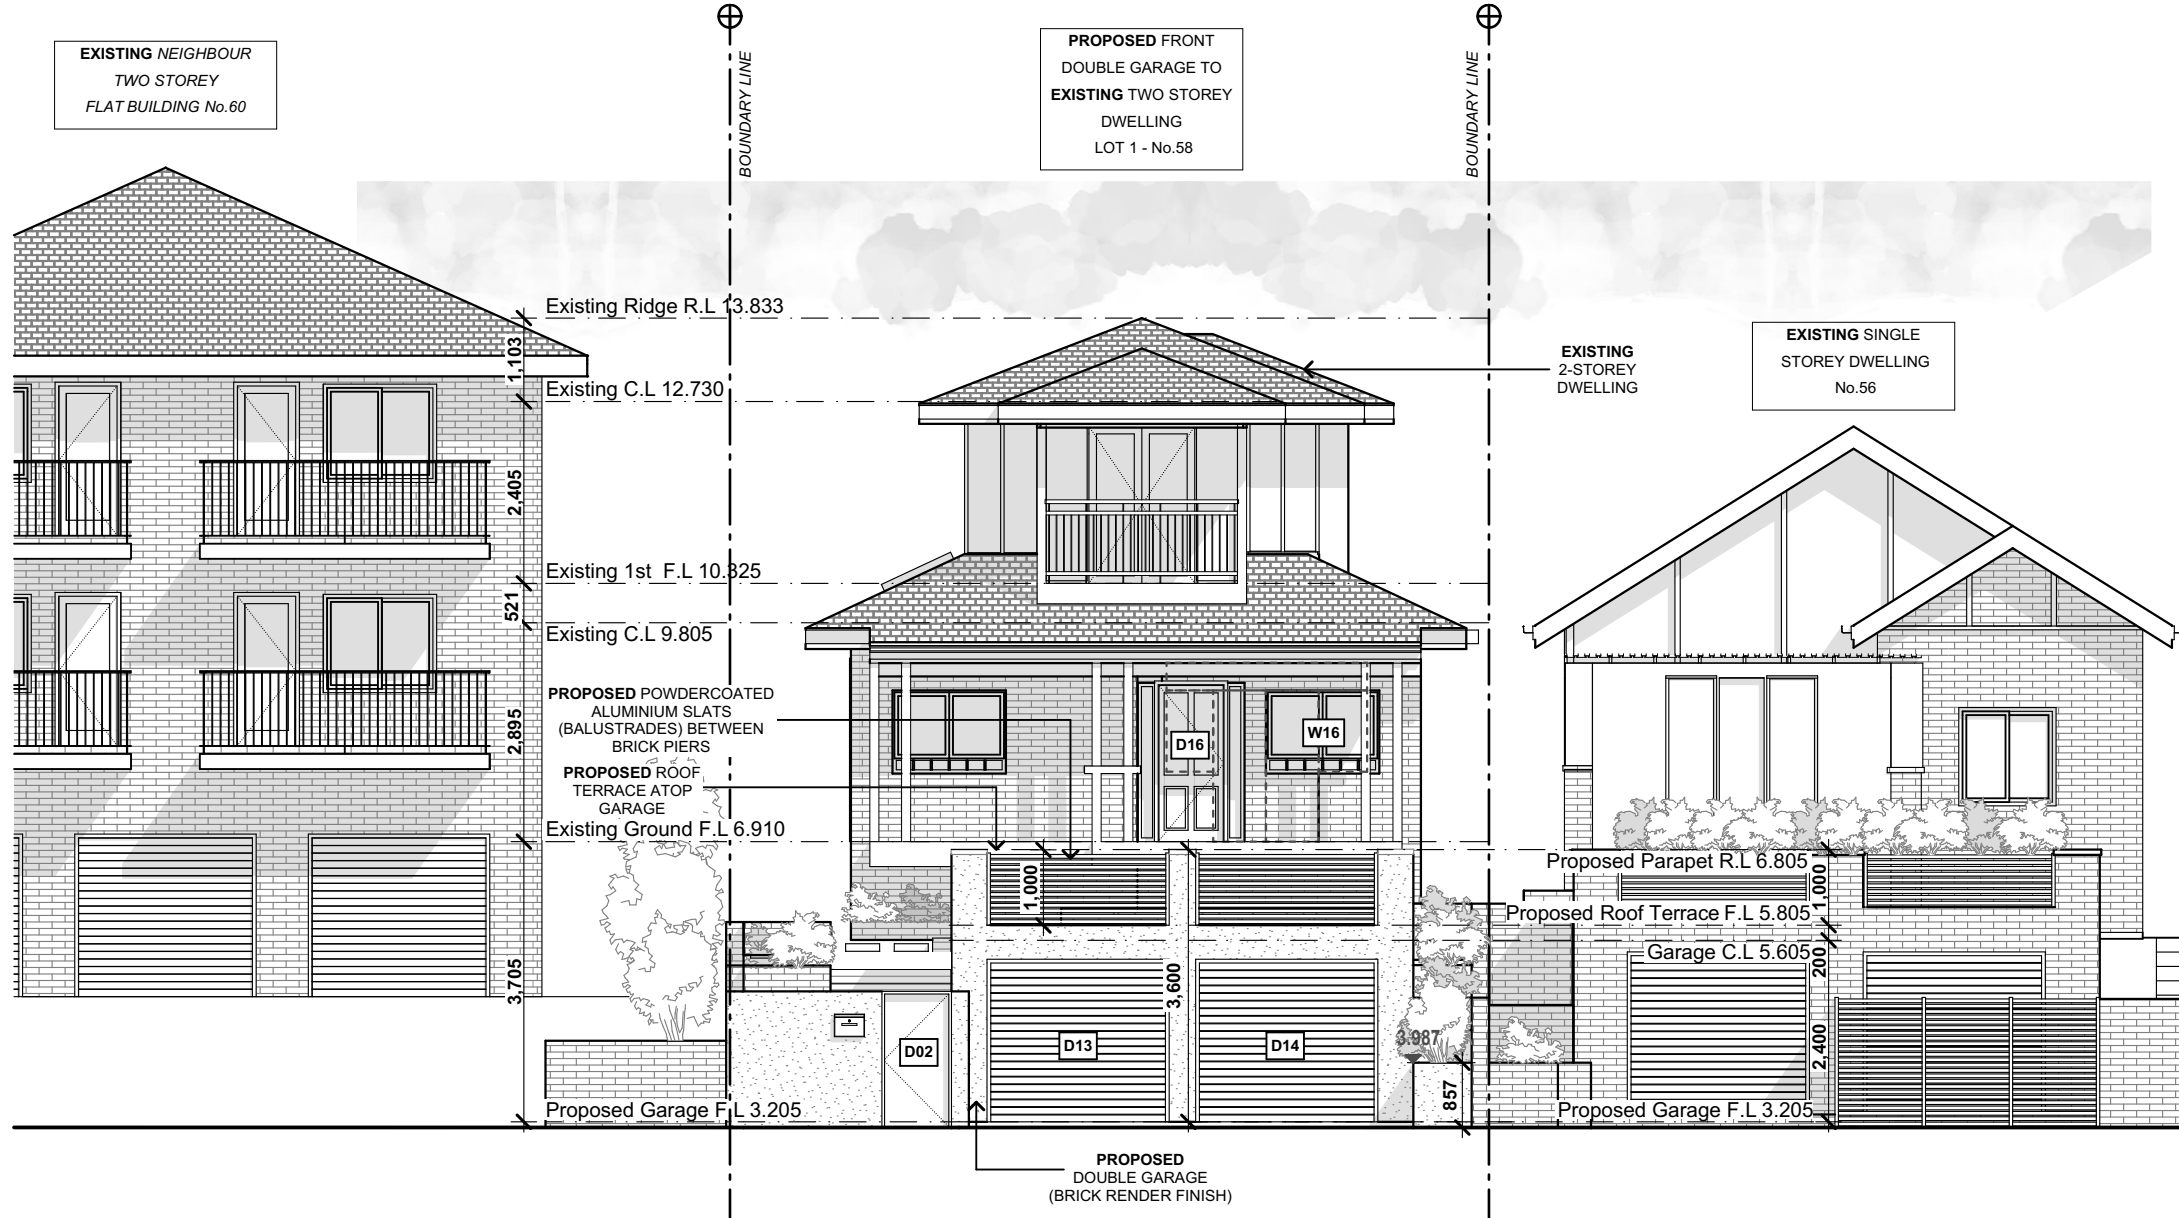 EXISTING NEIGHBOUR
TWO STOREY
FLAT BUILDING No.60
BOUNDARY LINE
PROPOSED FRONT
DOUBLE GARAGE TO
EXISTING TWO STOREY
DWELLING
LOT 1 - No.58
BOUNDARY LINE
Existing Ridge R.L 13.833
1,103
Existing C.L 12.730
2,405
Existing 1st F.L 10.325
521
Existing C.L 9.805
EXISTING
2-STOREY
DWELLING
EXISTING SINGLE
STOREY DWELLING
No.56
PROPOSED POWDERCOATED
ALUMINIUM SLATS
(BALUSTRADES) BETWEEN
BRICK PIERS
2,895
PROPOSED ROOF
TERRACE ATOP
GARAGE
Existing Ground F.L 6.910
D16
W16
1,000
Proposed Parapet R.L 6.805
1,000
Proposed Roof Terrace F.L 5.805
Garage C.L 5.605
200
3,705
3,600
D02
D13
D14
3.987
857
2,400
Proposed Garage F.L 3.205
Proposed Garage F.L 3.205
PROPOSED
DOUBLE GARAGE
(BRICK RENDER FINISH)